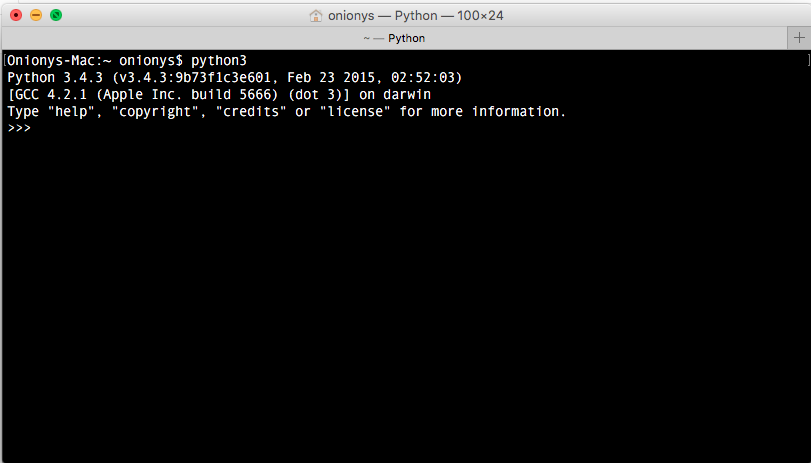 onionys — Python — 100×24
~ — Python
[Onionys-Mac:~ onionys$ python3 ]
Python 3.4.3 (v3.4.3:9b73f1c3e601, Feb 23 2015, 02:52:03)
[GCC 4.2.1 (Apple Inc. build 5666) (dot 3)] on darwin
Type "help", "copyright", "credits" or "license" for more information.
>>>